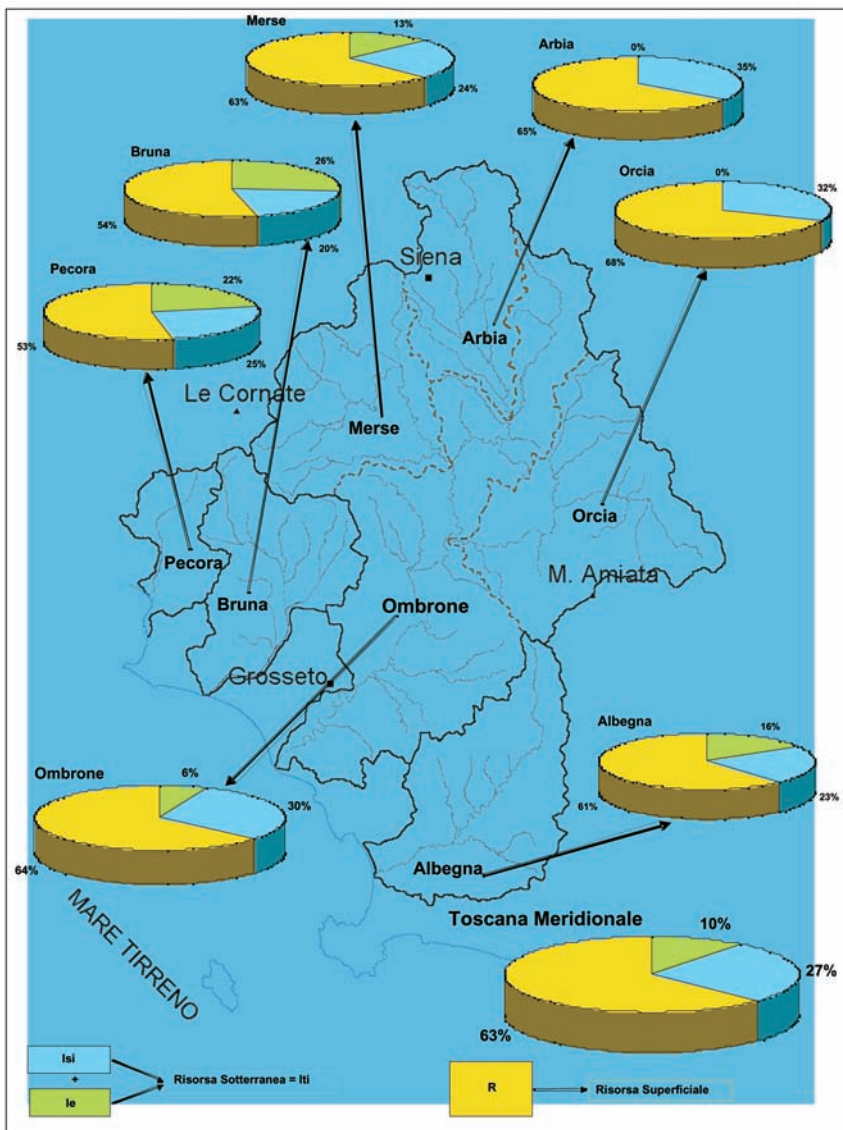 Merse
13%
24%
63%
Arbia
0%
35%
65%
Bruna
26%
20%
54%
Orcia
0%
32%
68%
Siena
Pecora
22%
25%
53%
Arbia
Le Cornate
Merse
Orcia
Pecora
M. Amiata
Bruna
Ombrone
Grosseto
Albegna
16%
23%
61%
Ombrone
6%
30%
64%
Albegna
MARE TIRRENO
Toscana Meridionale
10%
27%
63%
Isi
+
Ie
Risorsa Sotterranea = Iti
R
Risorsa Superficiale